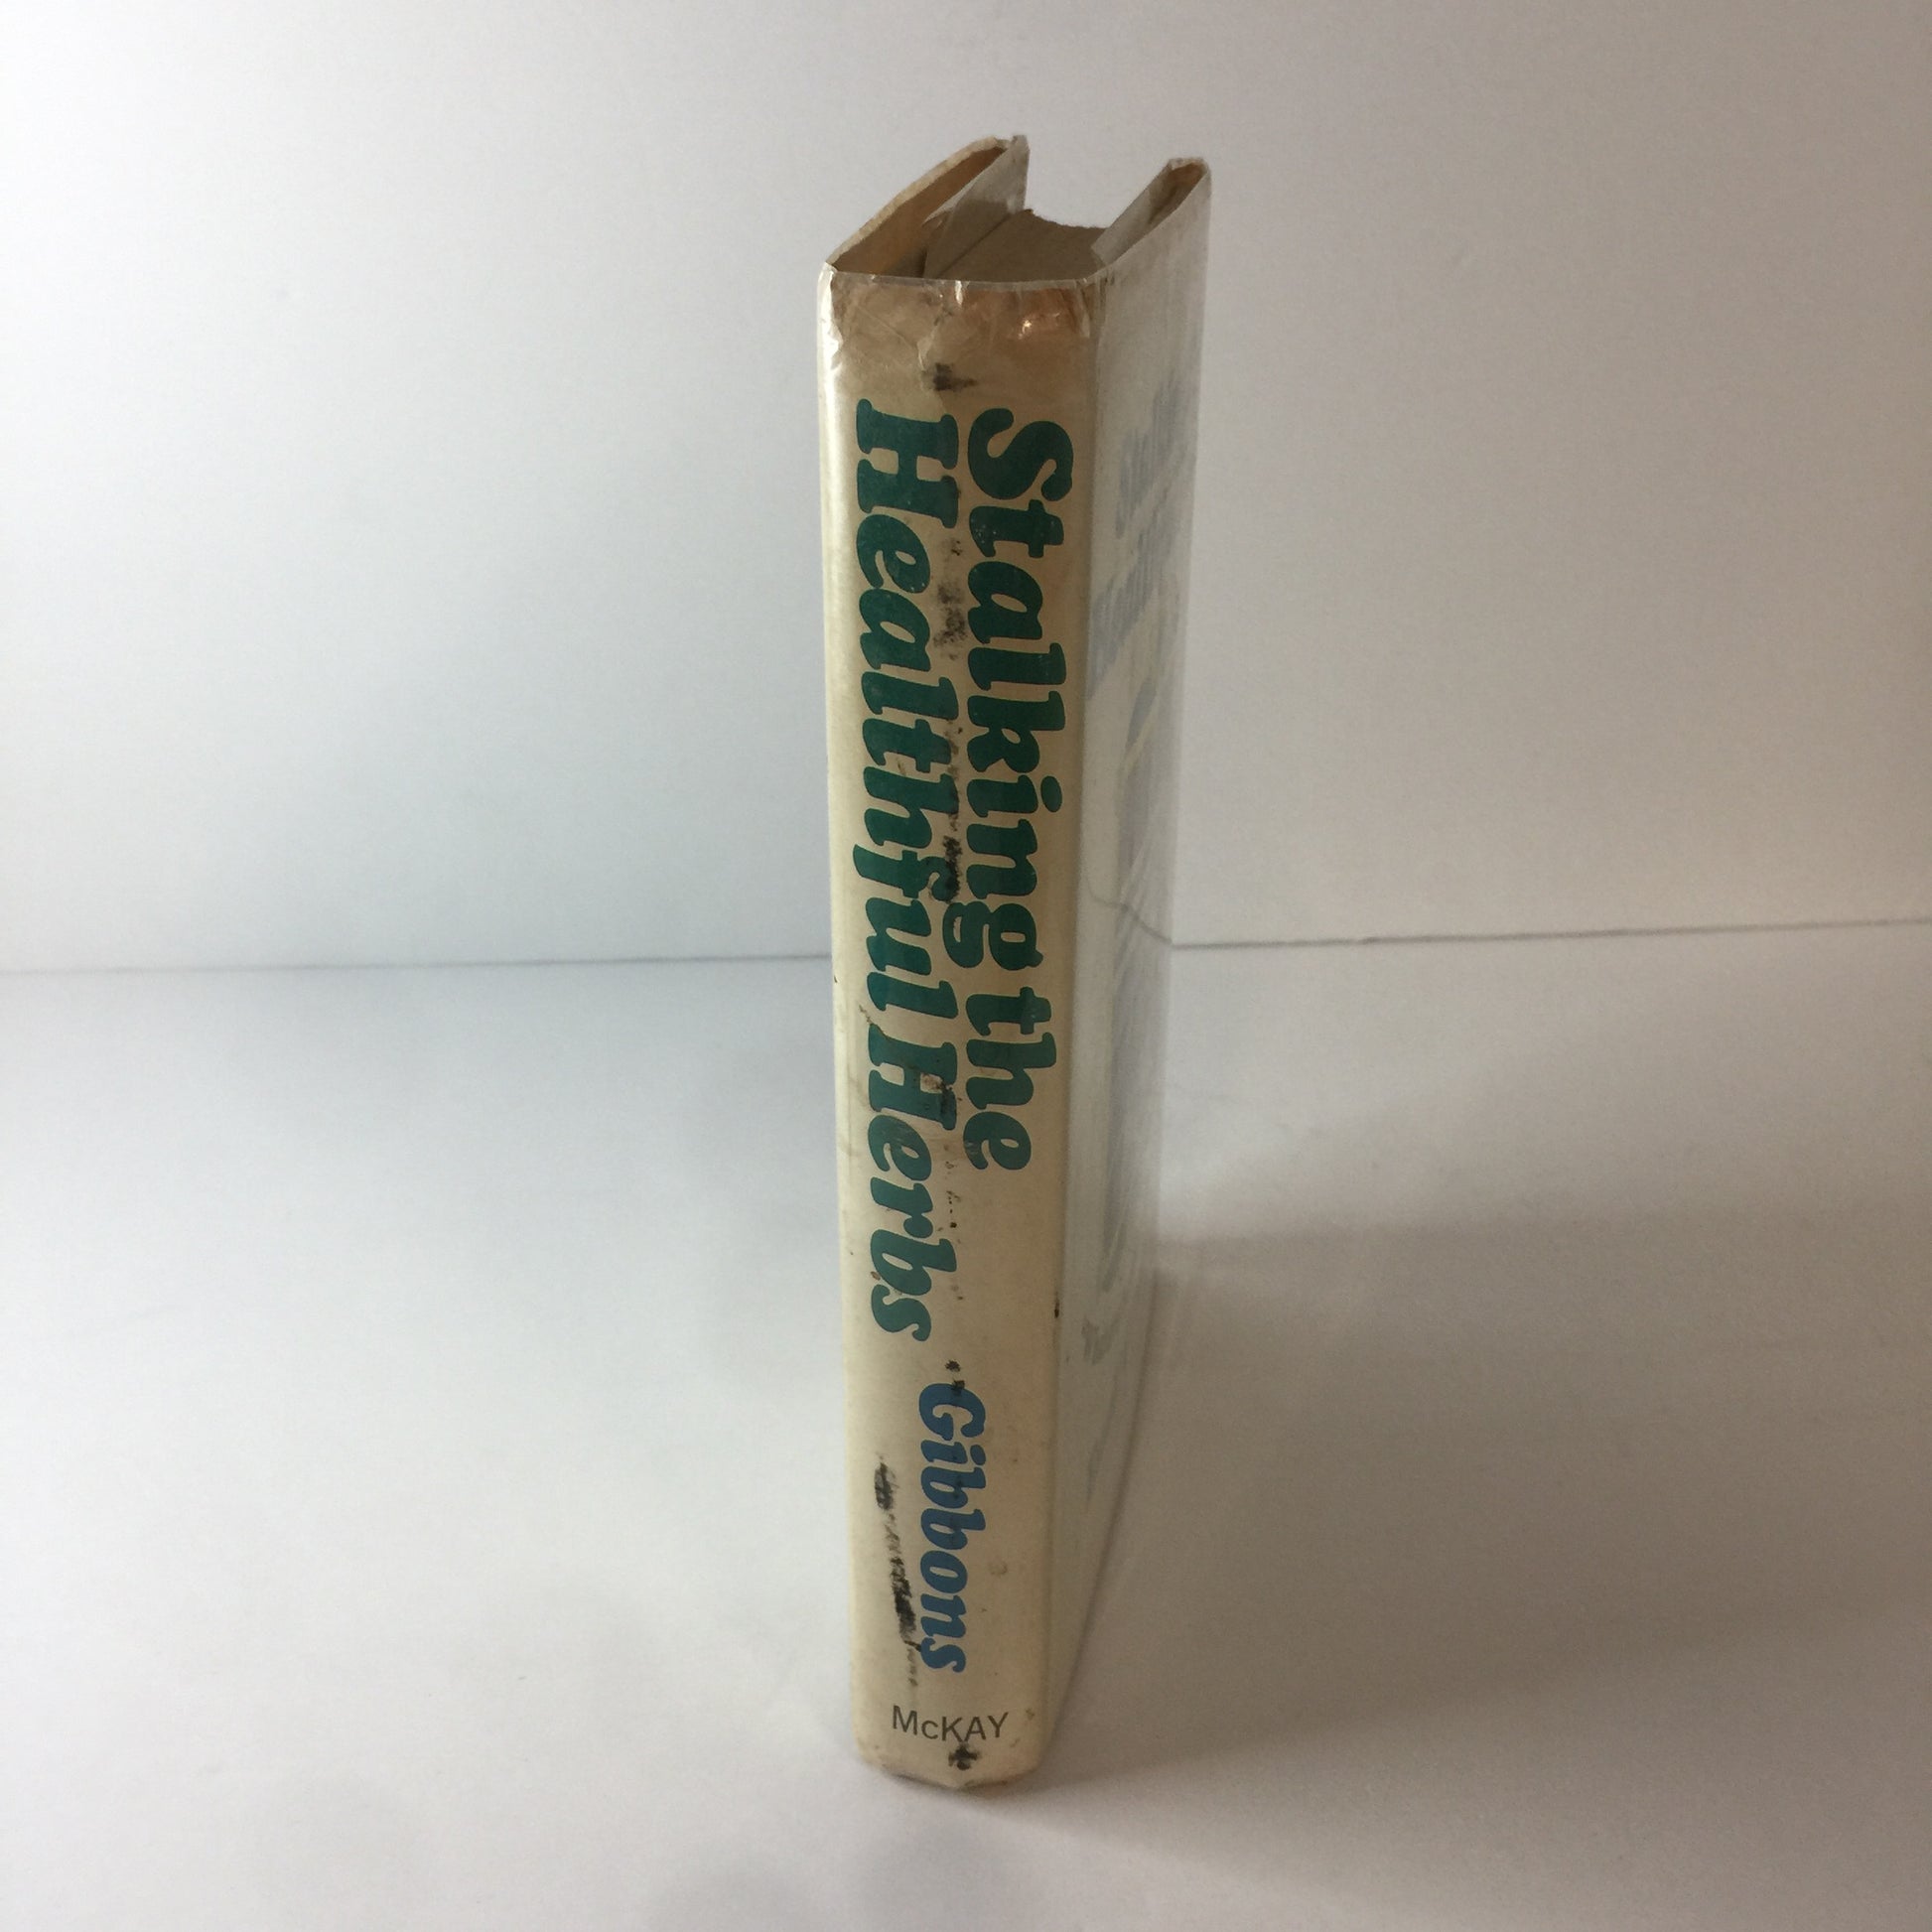 Stalking the
Healthful Herbs
Gibbons
McKAY